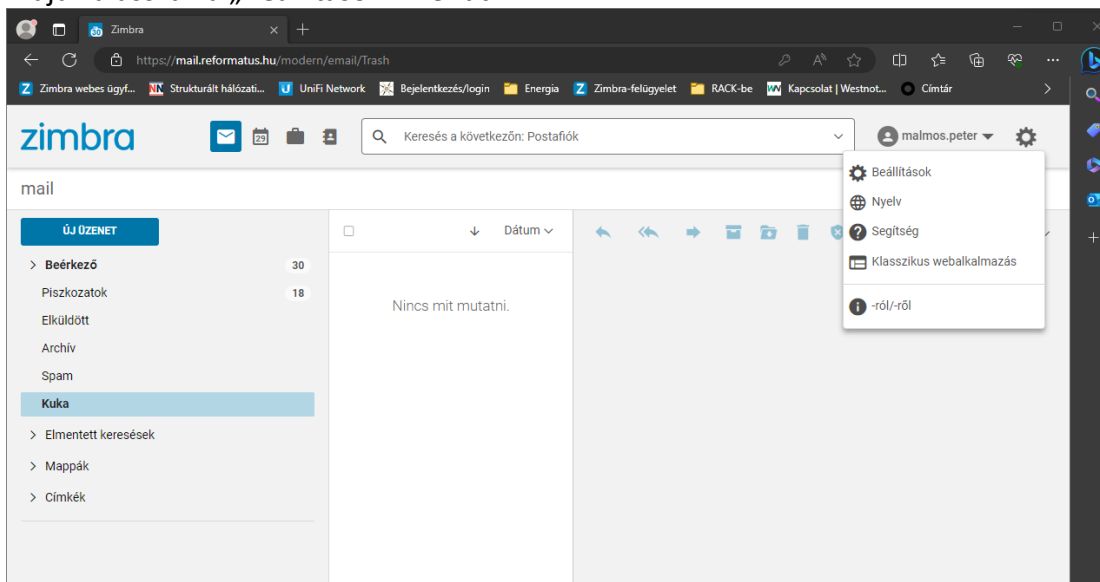 Zimbra
https://mail.reformatus.hu/modern/email/Trash
Zimbra webes ügyf... Strukturált hálózati... UniFi Network Bejelentkezés/login Energia Zimbra-felügyelet RACK-be Kapcsolat | Westnot... Címtár
zimbra
29
Keresés a következőn: Postafiók
malmos.peter
mail
Beállítások
Nyelv
Segítség
Klasszikus webalkalmazás
-ról/-ről
ÚJ ÜZENET
Dátum
Beérkező 30
Piszkozatok 18
Elküldött
Archív
Spam
Kuka
Elmentett keresések
Mappák
Címkék
Nincs mit mutatni.